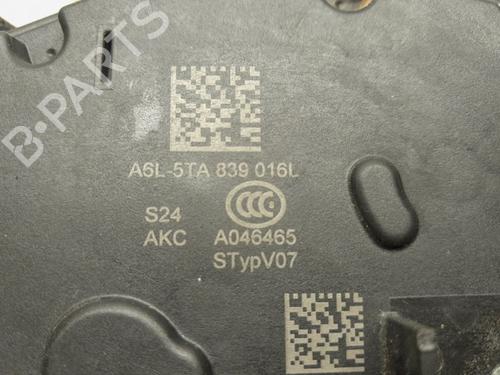 B-PARTS
A6L-5TA 839 016L
S24
AKC A046465
STypV07